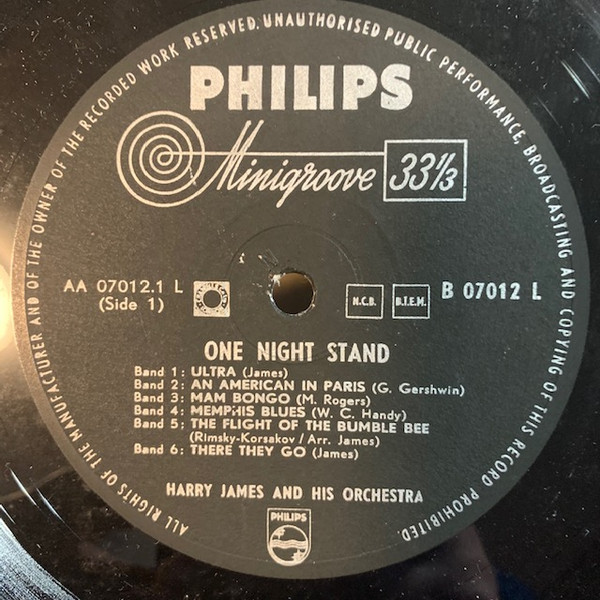 ALL RIGHTS OF THE MANUFACTURER AND OF THE OWNER OF THE RECORDED WORK RESERVED. UNAUTHORISED PUBLIC PERFORMANCE, BROADCASTING AND COPYING OF THIS RECORD PROHIBITED.
PHILIPS
Minigroove 33⅓
AA 07012.1 L
(Side 1)
N.C.B.
B.I.E.M.
B 07012 L
ONE NIGHT STAND
Band 1: ULTRA (James)
Band 2: AN AMERICAN IN PARIS (G. Gershwin)
Band 3: MAM BONGO (M. Rogers)
Band 4: MEMPHIS BLUES (W. C. Handy)
Band 5: THE FLIGHT OF THE BUMBLE BEE
(Rimsky-Korsakov / Arr. James)
Band 6: THERE THEY GO (James)
HARRY JAMES AND HIS ORCHESTRA
PHILIPS